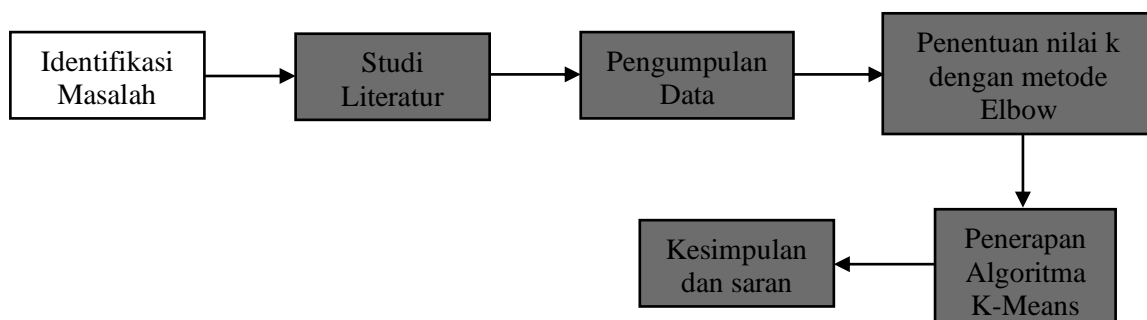 Identifikasi
Masalah
Studi
Literatur
Pengumpulan
Data
Penentuan nilai k
dengan metode
Elbow
Penerapan
Algoritma
K-Means
Kesimpulan
dan saran